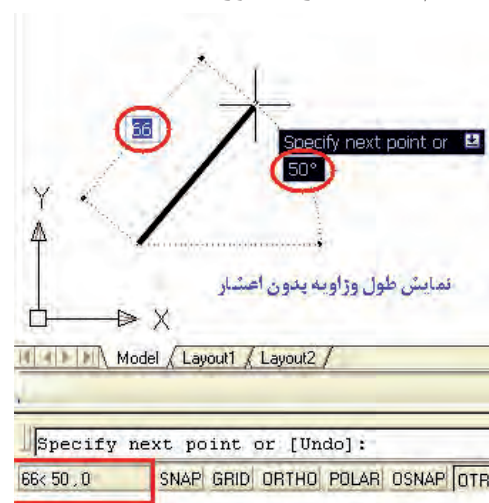 66
Specify next point or
50°
Y
نمایش طول وزاویه بدون اعشار
X
Model / Layout1 / Layout2 /
Specify next point or [Undo]:
66< 50 , 0 SNAP GRID ORTHO POLAR OSNAP OTR